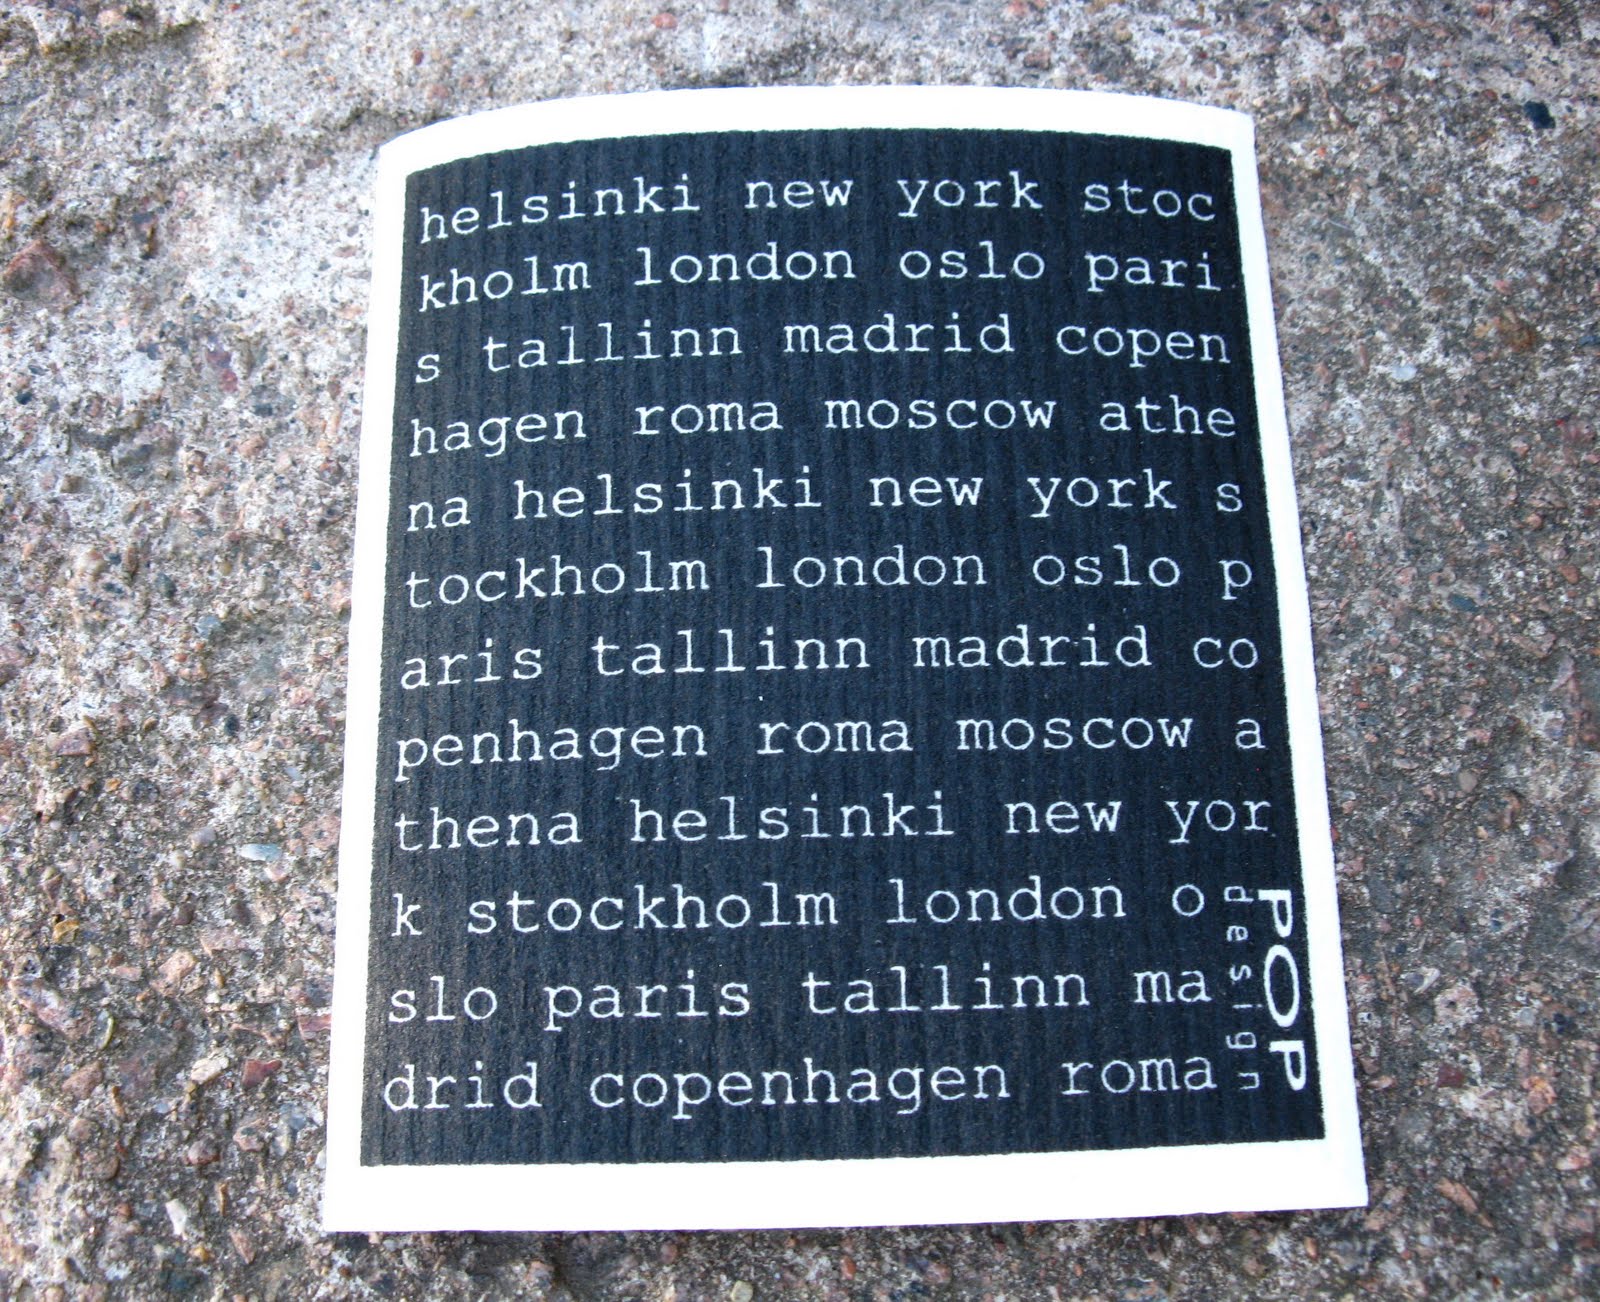 helsinki new york stoc
kholm london oslo pari
s tallinn madrid copen
hagen roma moscow athe
na helsinki new york s
tockholm london oslo p
aris tallinn madrid co
penhagen roma moscow a
thena helsinki new yor
k stockholm london o
slo paris tallinn ma
drid copenhagen roma
POP
design